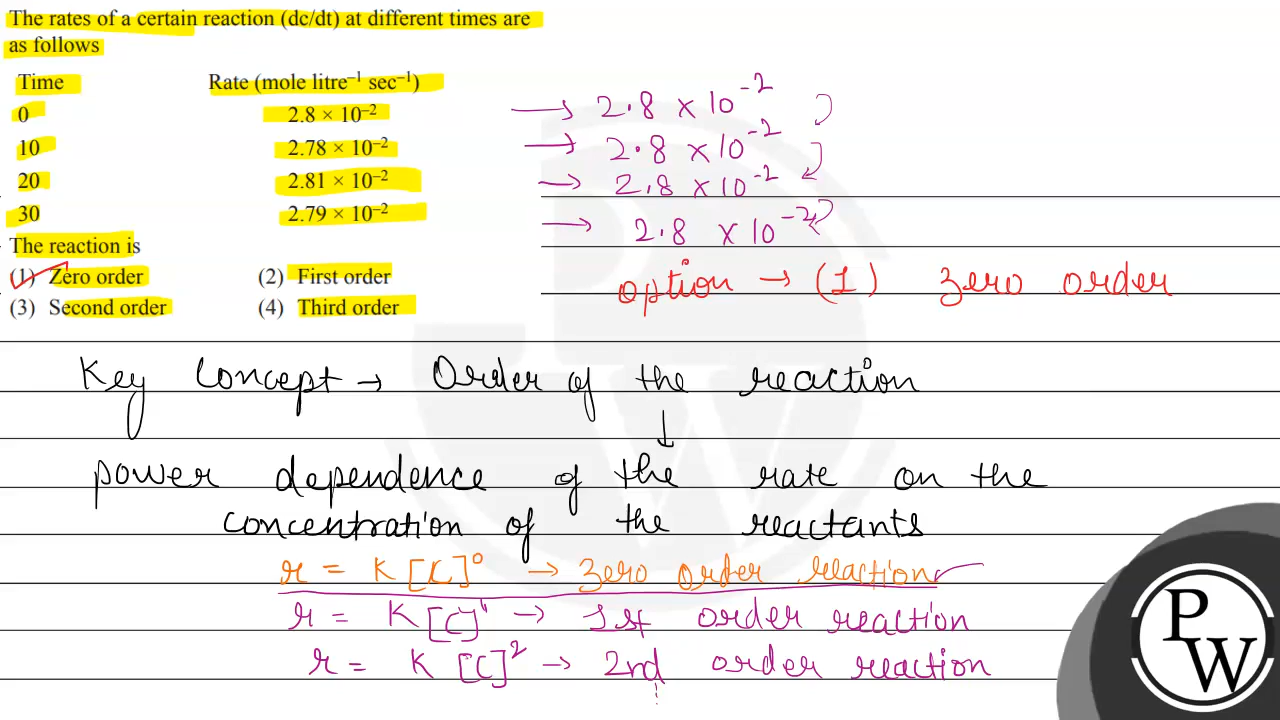 The rates of a certain reaction (dc/dt) at different times are
as follows
Time Rate (mole litre⁻¹ sec⁻¹)
0 2.8 × 10⁻² → 2.8 × 10⁻²
10 2.78 × 10⁻² → 2.8 × 10⁻²
20 2.81 × 10⁻² → 2.8 × 10⁻²
30 2.79 × 10⁻² → 2.8 × 10⁻²
The reaction is
(1) Zero order (2) First order
option → (1) zero order
(3) Second order (4) Third order
Key Concept → Order of the reaction
↓
power dependence of the rate on the
concentration of the reactants
r = K[C]⁰ → zero order reaction
r = K[C]¹ → 1st order reaction
r = K[C]² → 2nd order reaction
PW